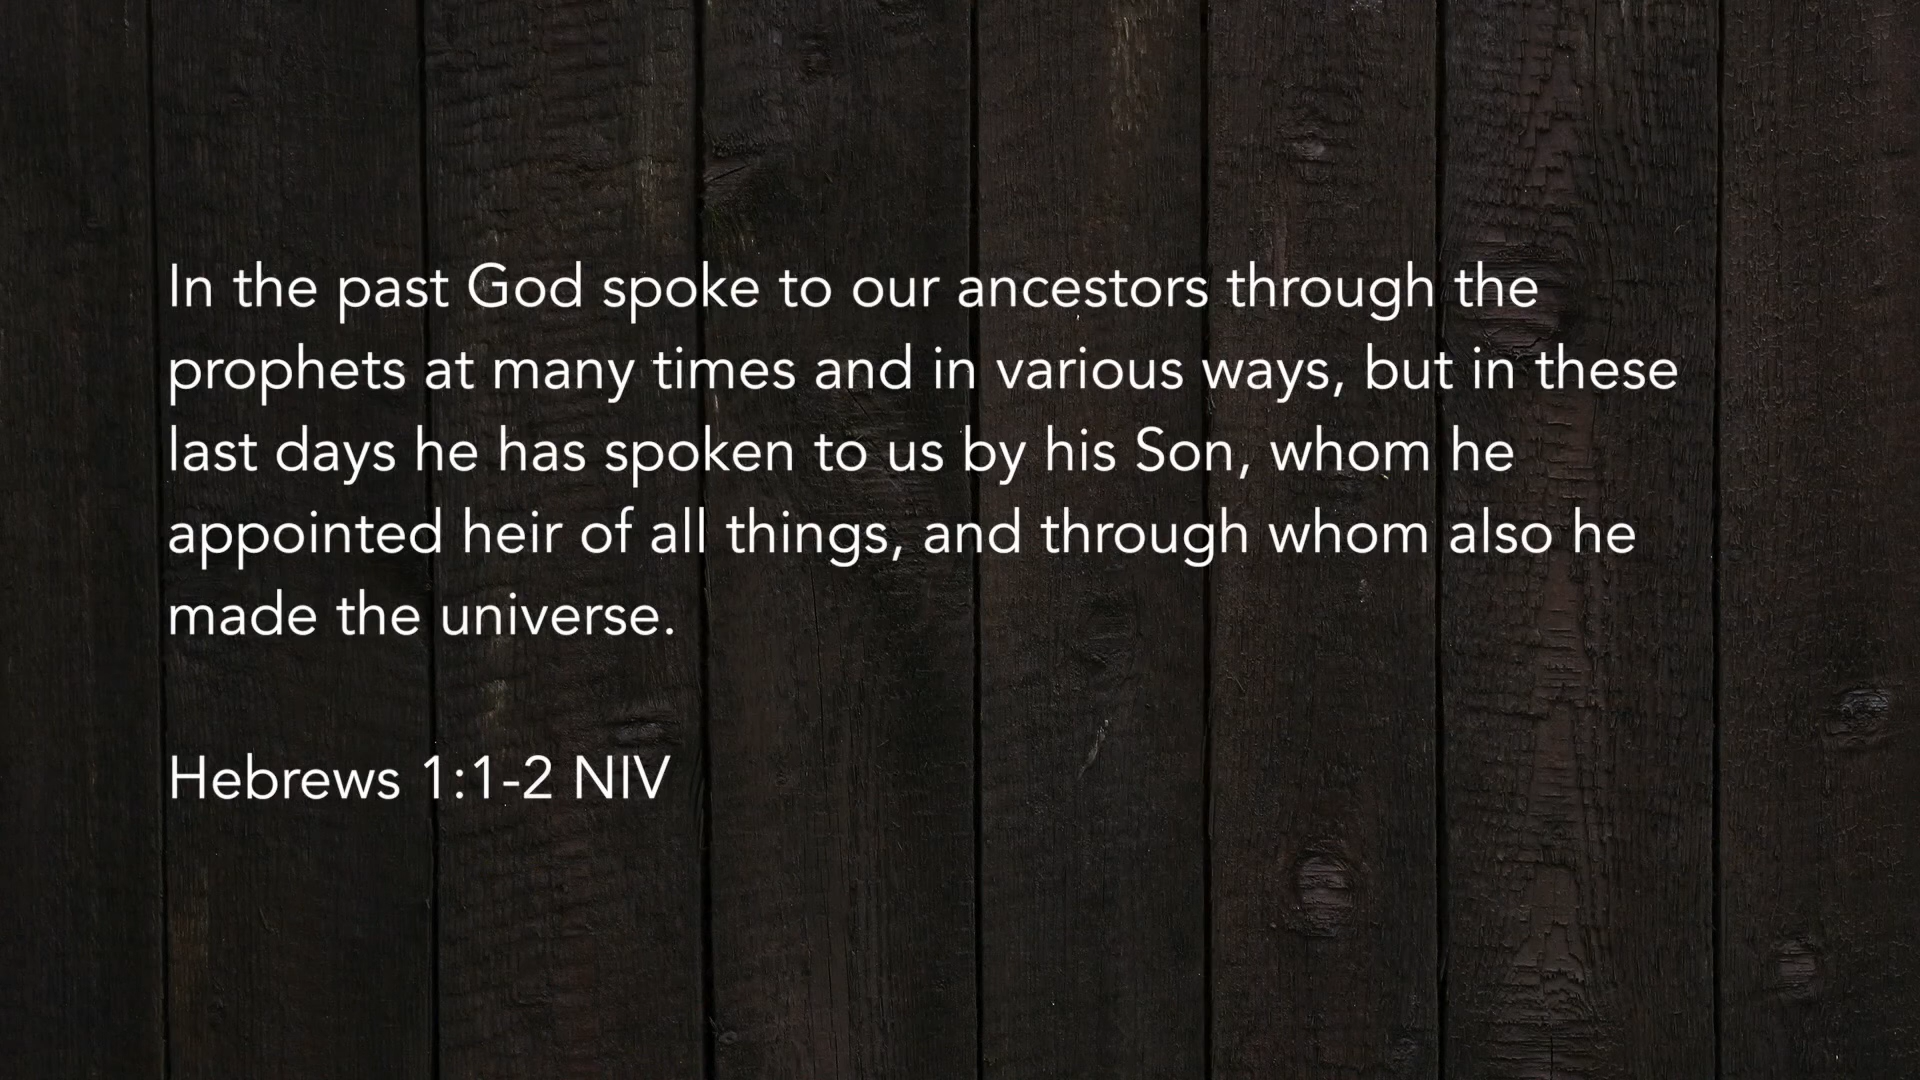 In the past God spoke to our ancestors through the
prophets at many times and in various ways, but in these
last days he has spoken to us by his Son, whom he
appointed heir of all things, and through whom also he
made the universe.
Hebrews 1:1-2 NIV